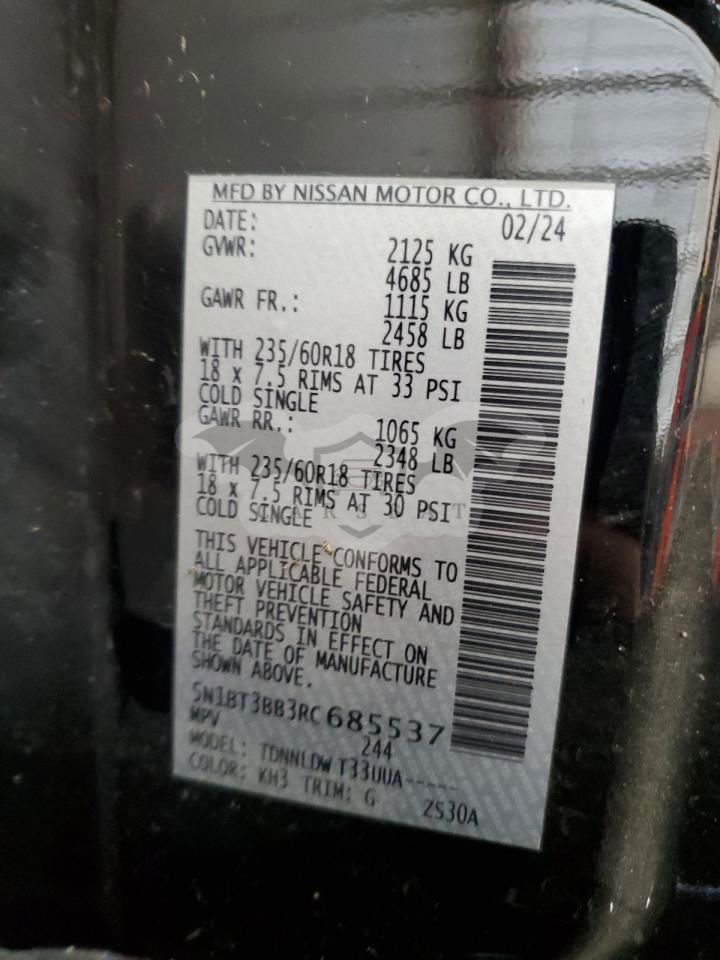 MFD BY NISSAN MOTOR CO., LTD.
DATE: 02/24
GVWR: 2125 KG
4685 LB
GAWR FR.: 1115 KG
2458 LB
WITH 235/60R18 TIRES
18 x 7.5 RIMS AT 33 PSI
COLD SINGLE
GAWR RR.: 1065 KG
2348 LB
WITH 235/60R18 TIRES
18 x 7.5 RIMS AT 30 PSI
COLD SINGLE
THIS VEHICLE CONFORMS TO
ALL APPLICABLE FEDERAL
MOTOR VEHICLE SAFETY AND
THEFT PREVENTION
STANDARDS IN EFFECT ON
THE DATE OF MANUFACTURE
SHOWN ABOVE.
5N1BT3BB3RC685537
MPV 244
MODEL: TDNNLDW T33UUA-----
COLOR: KH3 TRIM: G ZS30A